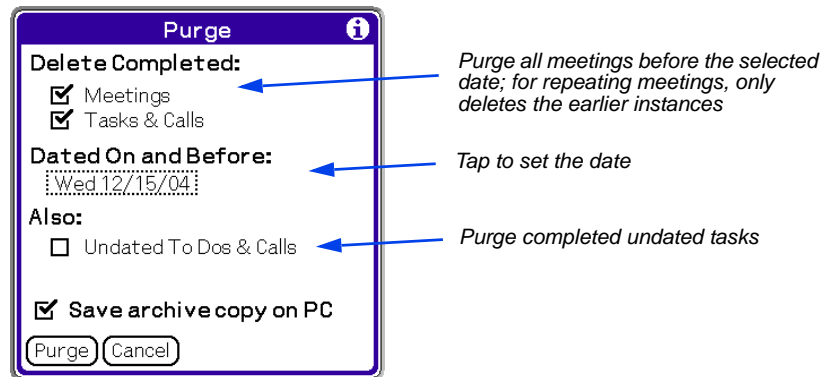 Purge
Delete Completed:
Meetings
Tasks & Calls
Dated On and Before:
Wed 12/15/04
Also:
Undated To Dos & Calls
Save archive copy on PC
Purge Cancel
Purge all meetings before the selected
date; for repeating meetings, only
deletes the earlier instances
Tap to set the date
Purge completed undated tasks